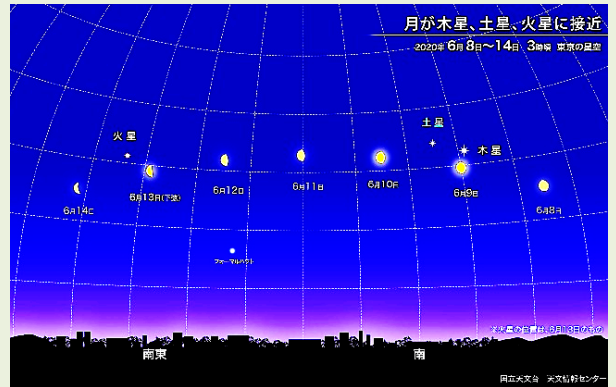 月が木星、土星、火星に接近
2020年 6月 8日～14日 3時頃 東京の星空
火星
土星
木星
6月14日
6月13日(下弦)
6月12日
6月11日
6月10日
6月9日
6月8日
フォーマルハウト
※火星の位置は、6月13日のもの
南東
南
国立天文台 天文情報センター